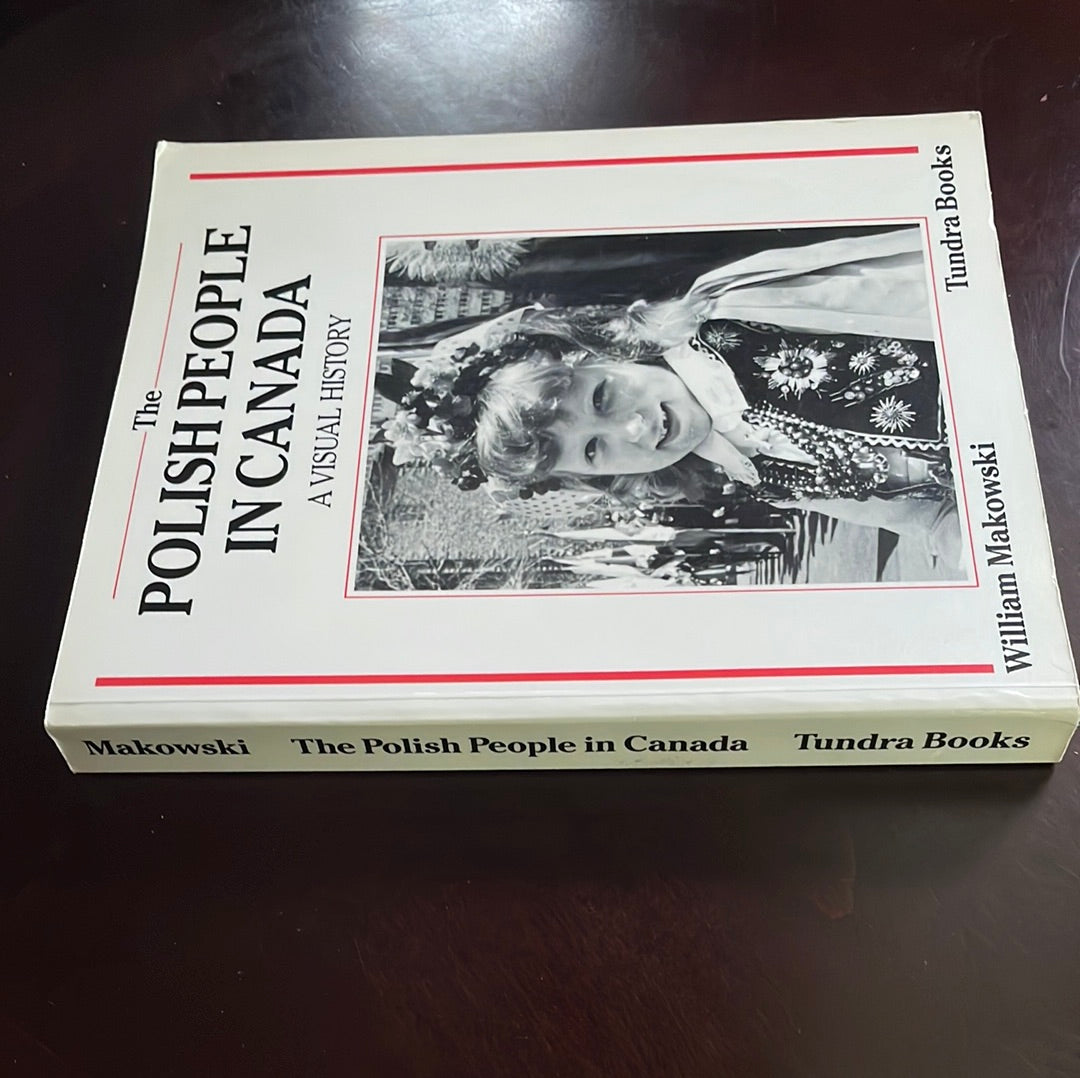 The
POLISH PEOPLE
IN CANADA
A VISUAL HISTORY
William Makowski
Tundra Books
Makowski The Polish People in Canada Tundra Books